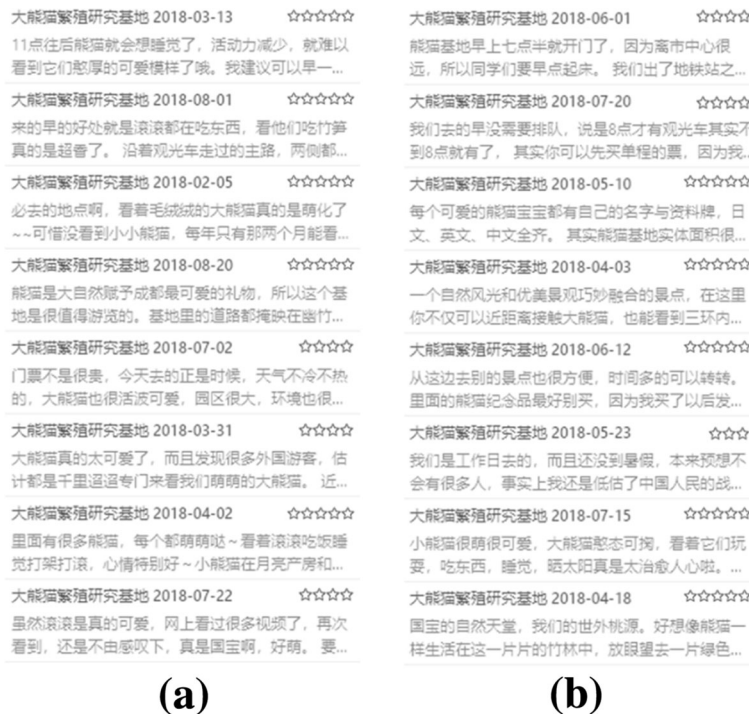 大熊猫繁殖研究基地 2018-03-13 ☆☆☆☆☆
11点往后熊猫就会想睡觉了，活动力减少，就难以
看到它们憨厚的可爱模样了哦。我建议可以早一...
大熊猫繁殖研究基地 2018-08-01 ☆☆☆☆☆
来的早的好处就是滚滚都在吃东西，看他们吃竹笋
真的是超香了。 沿着观光车走过的主路，两侧都...
大熊猫繁殖研究基地 2018-02-05 ☆☆☆☆☆
必去的地点啊，看着毛绒绒的大熊猫真的是萌化了
~~可惜没看到小小熊猫，每年只有那两个月能看...
大熊猫繁殖研究基地 2018-08-20 ☆☆☆☆☆
熊猫是大自然赋予成都最可爱的礼物，所以这个基
地是很值得游览的。基地里的道路都掩映在幽竹...
大熊猫繁殖研究基地 2018-07-02 ☆☆☆☆
门票不是很贵，今天去的正是时候，天气不冷不热
的，大熊猫也很活波可爱，园区很大，环境也很...
大熊猫繁殖研究基地 2018-03-31 ☆☆☆☆
大熊猫真的太可爱了，而且发现很多外国游客，估
计都是千里迢迢专门来看我们萌萌的大熊猫。 近...
大熊猫繁殖研究基地 2018-04-02 ☆☆☆☆☆
里面有很多熊猫，每个都萌萌哒～看着滚滚吃饭睡
觉打架打滚，心情特别好～小熊猫在月亮产房和...
大熊猫繁殖研究基地 2018-07-22 ☆☆☆☆
虽然滚滚是真的可爱，网上看过很多视频了，再次
看到，还是不由感叹下，真是国宝啊，好萌。 要...
(a)
大熊猫繁殖研究基地 2018-06-01 ☆☆☆☆
熊猫基地早上七点半就开门了，因为离市中心很
远，所以同学们要早点起床。 我们出了地铁站之...
大熊猫繁殖研究基地 2018-07-20 ☆☆☆☆
我们去的早没需要排队，说是8点才有观光车其实不
到8点就有了， 其实你可以先买单程的票，因为我...
大熊猫繁殖研究基地 2018-05-10 ☆☆☆☆☆
每个可爱的熊猫宝宝都有自己的名字与资料牌，日
文、英文、中文全齐。 其实熊猫基地实体面积很...
大熊猫繁殖研究基地 2018-04-03 ☆☆☆☆☆
一个自然风光和优美景观巧妙融合的景点，在这里
你不仅可以近距离接触大熊猫，也能看到三环内...
大熊猫繁殖研究基地 2018-06-12 ☆☆☆☆☆
从这边去别的景点也很方便，时间多的可以转转。
里面的熊猫纪念品最好别买，因为我买了以后发...
大熊猫繁殖研究基地 2018-05-23 ☆☆☆
我们是工作日去的，而且还没到暑假，本来预想不
会有很多人，事实上我还是低估了中国人民的战...
大熊猫繁殖研究基地 2018-07-15 ☆☆☆☆☆
小熊猫很萌很可爱，大熊猫憨态可掬，看着它们玩
耍，吃东西，睡觉，晒太阳真是太治愈人心啦。 ...
大熊猫繁殖研究基地 2018-04-18 ☆☆☆☆☆
国宝的自然天堂，我们的世外桃源。好想像熊猫一
样生活在这一片片的竹林中，放眼望去一片绿色...
(b)